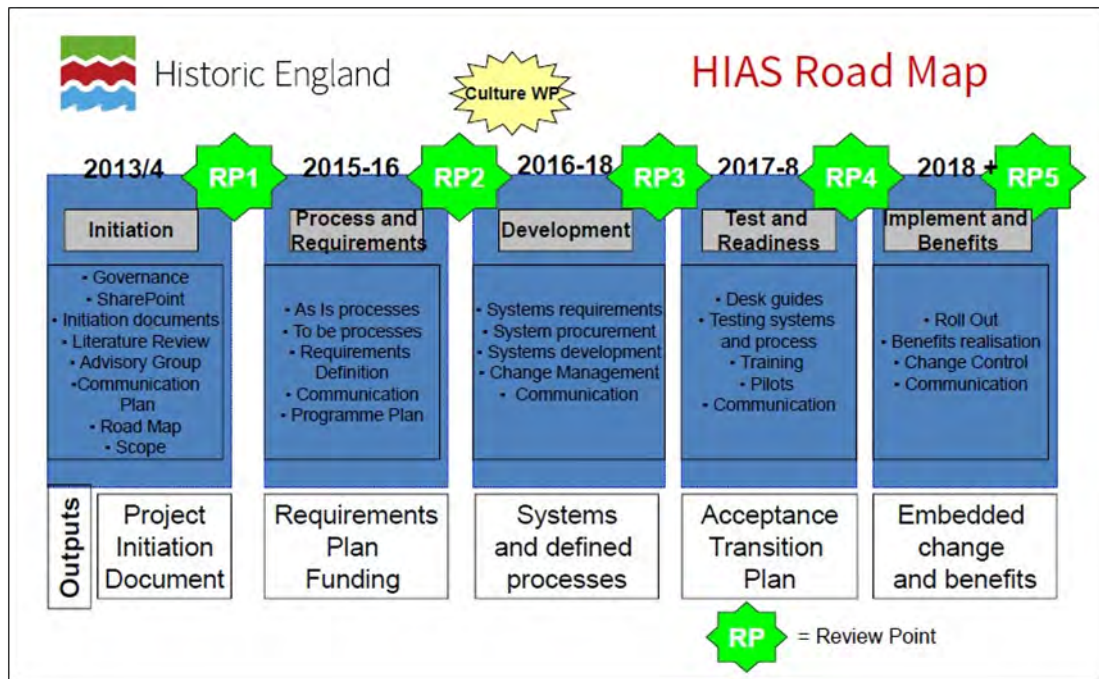 Historic England
HIAS Road Map
Culture WP
2013/4
RP1
2015-16
RP2
2016-18
RP3
2017-8
RP4
2018 +
RP5
Initiation
• Governance
• SharePoint
• Initiation documents
• Literature Review
• Advisory Group
•Communication
Plan
• Road Map
• Scope
Process and
Requirements
• As Is processes
• To be processes
• Requirements
Definition
• Communication
• Programme Plan
Development
• Systems requirements
• System procurement
• Systems development
• Change Management
• Communication
Test and
Readiness
• Desk guides
• Testing systems
and process
• Training
• Pilots
• Communication
Implement and
Benefits
• Roll Out
• Benefits realisation
• Change Control
• Communication
Outputs
Project
Initiation
Document
Requirements
Plan
Funding
Systems
and defined
processes
Acceptance
Transition
Plan
Embedded
change
and benefits
RP = Review Point